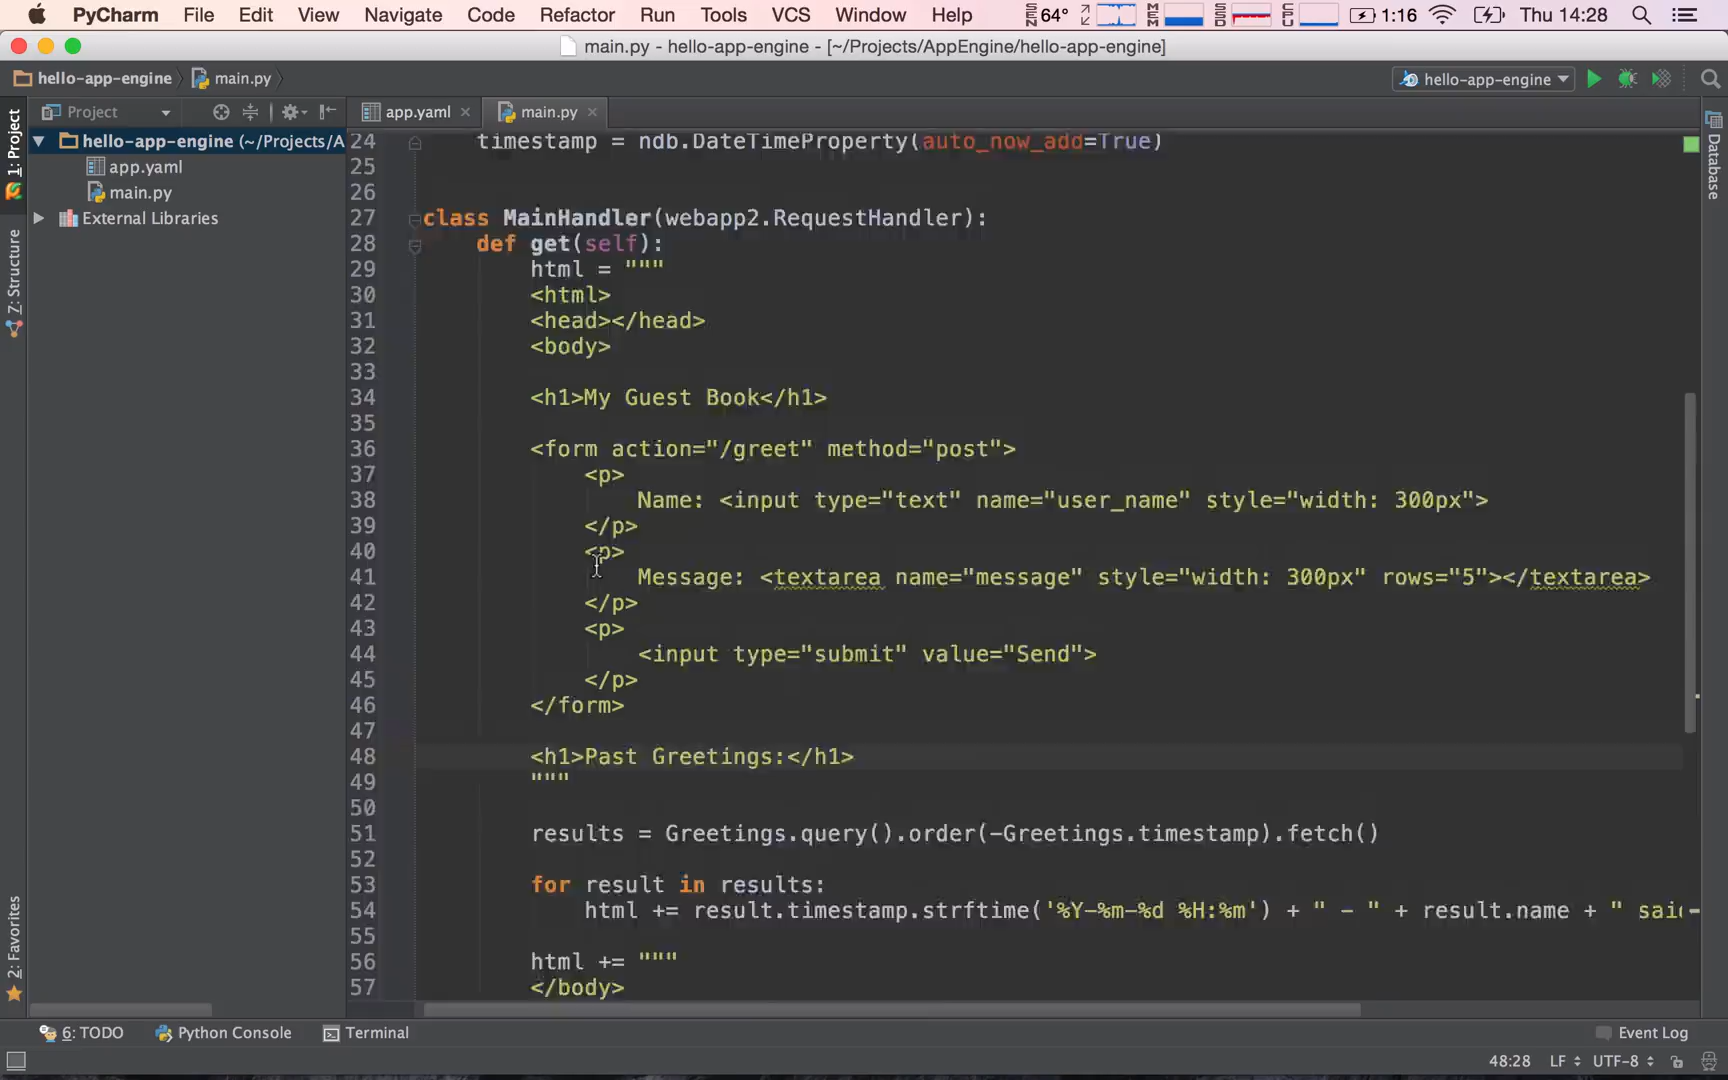 PyCharm File Edit View Navigate Code Refactor Run Tools VCS Window Help SEN 64° MEM SSD CPU 1:16 Thu 14:28
main.py - hello-app-engine - [~/Projects/AppEngine/hello-app-engine]
hello-app-engine main.py hello-app-engine
Project app.yaml main.py
1: Project
Z: Structure
2: Favorites
Database
hello-app-engine (~/Projects/A
app.yaml
main.py
External Libraries
24 timestamp = ndb.DateTimeProperty(auto_now_add=True)
25
26
27 class MainHandler(webapp2.RequestHandler):
28 def get(self):
29 html = """
30 <html>
31 <head></head>
32 <body>
33
34 <h1>My Guest Book</h1>
35
36 <form action="/greet" method="post">
37 <p>
38 Name: <input type="text" name="user_name" style="width: 300px">
39 </p>
40 <p>
41 Message: <textarea name="message" style="width: 300px" rows="5"></textarea>
42 </p>
43 <p>
44 <input type="submit" value="Send">
45 </p>
46 </form>
47
48 <h1>Past Greetings:</h1>
49 """
50
51 results = Greetings.query().order(-Greetings.timestamp).fetch()
52
53 for result in results:
54 html += result.timestamp.strftime('%Y-%m-%d %H:%m') + " - " + result.name + " sai
55
56 html += """
57 </body>
6: TODO Python Console Terminal Event Log
48:28 LF UTF-8